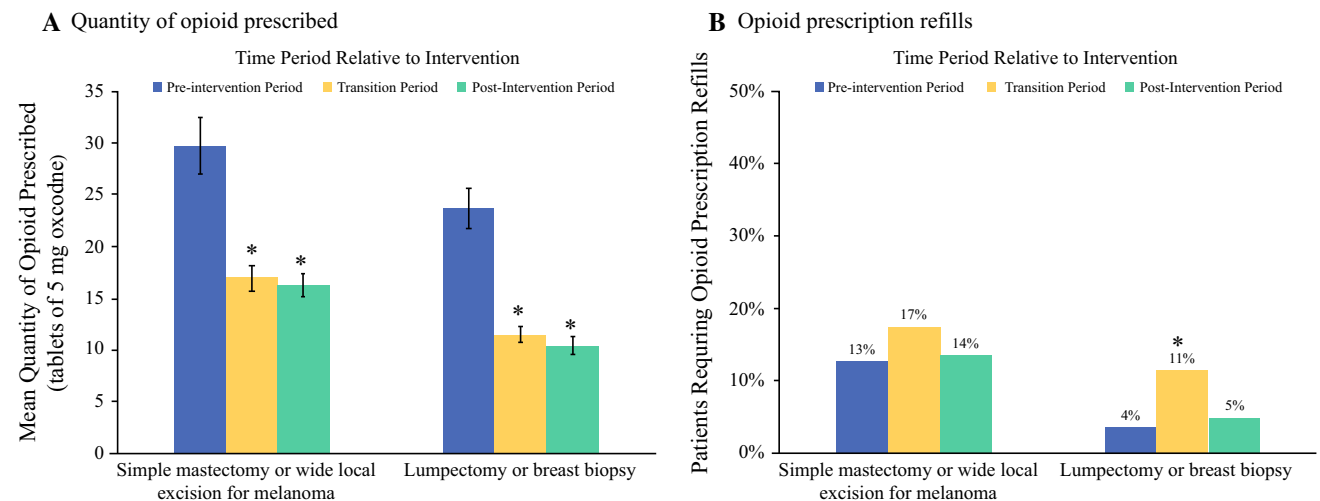 A Quantity of opioid prescribed
Time Period Relative to Intervention
Pre-intervention Period Transition Period Post-Intervention Period
Mean Quantity of Opioid Prescribed
(tablets of 5 mg oxcodne)
35
30
25
20
15
10
5
0
* * * *
Simple mastectomy or wide local
excision for melanoma
Lumpectomy or breast biopsy
B Opioid prescription refills
Time Period Relative to Intervention
Pre-intervention Period Transition Period Post-Intervention Period
Patients Requring Opioid Prescription Refills
50%
40%
30%
20%
10%
0%
13% 17% 14%
*
4% 11% 5%
Simple mastectomy or wide local
excision for melanoma
Lumpectomy or breast biopsy